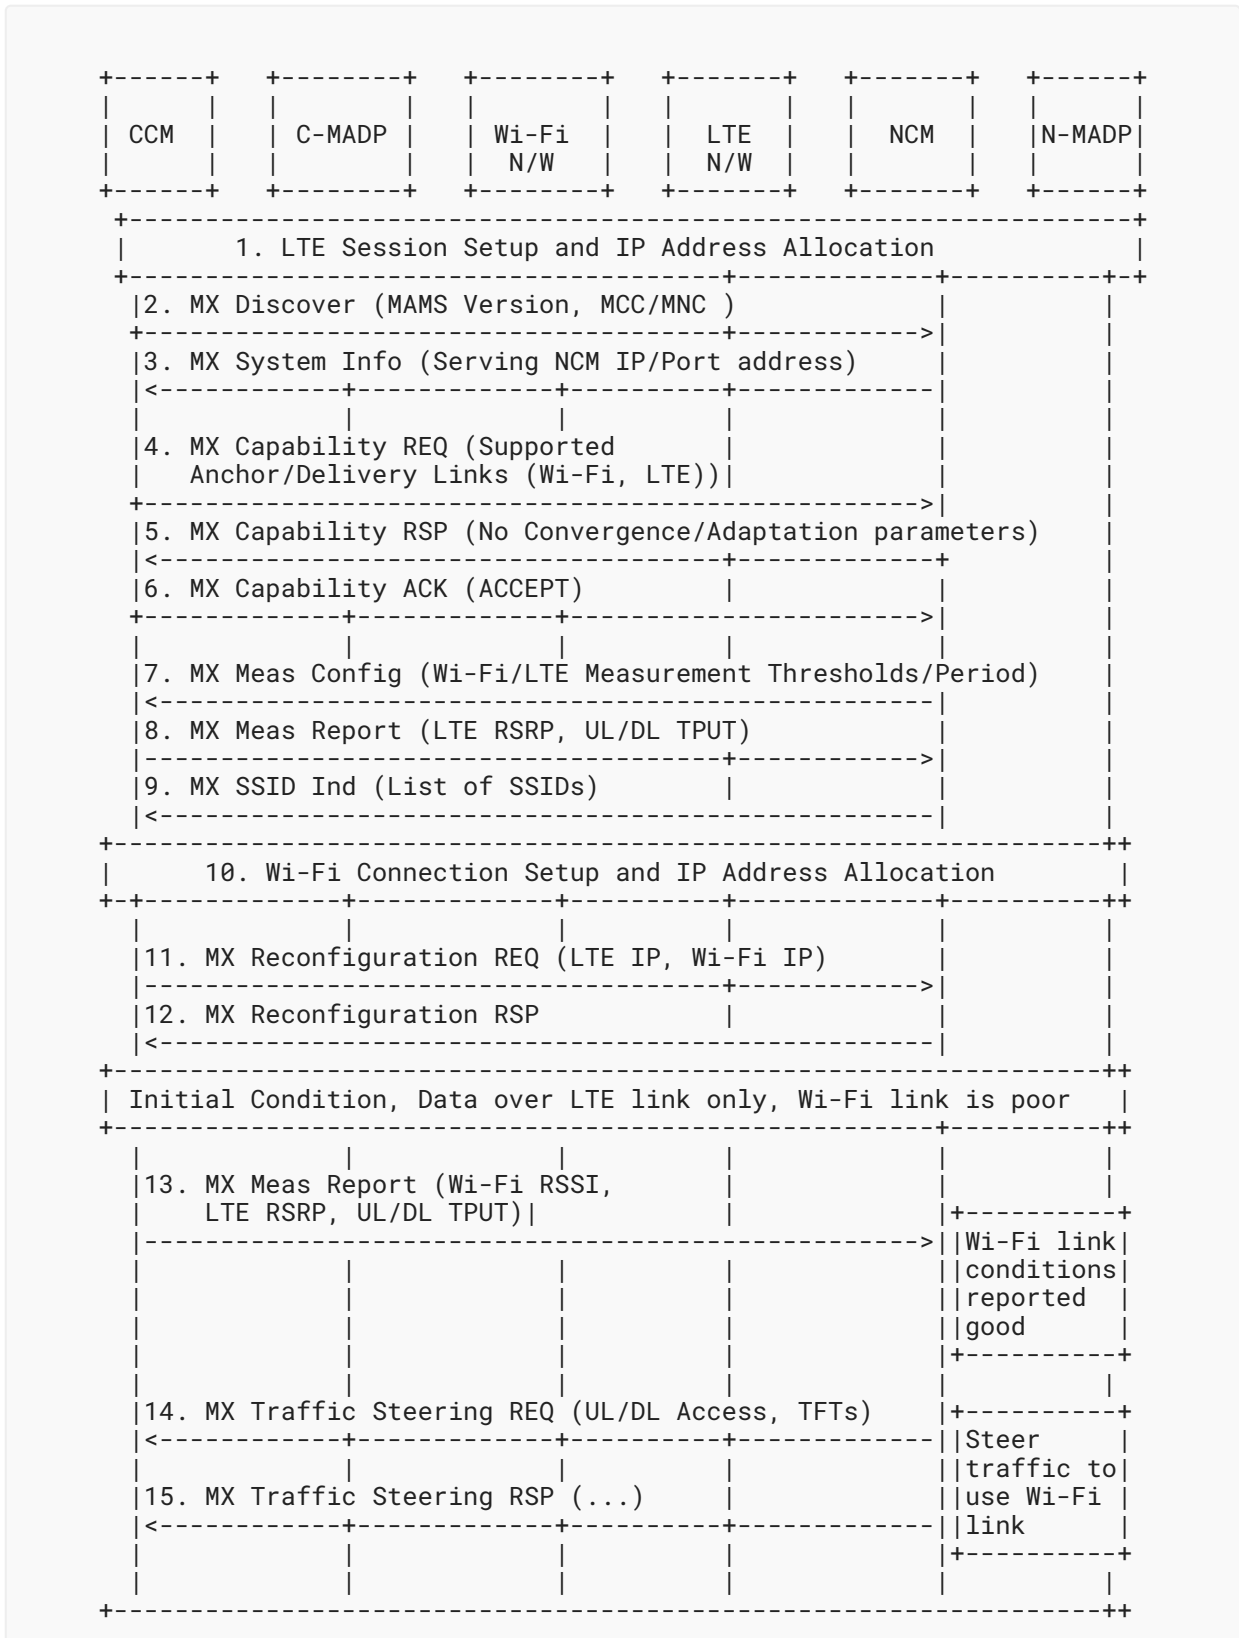 CCM C-MADP Wi-Fi LTE NCM N-MADP
N/W N/W
1. LTE Session Setup and IP Address Allocation
2. MX Discover (MAMS Version, MCC/MNC )
3. MX System Info (Serving NCM IP/Port address)
4. MX Capability REQ (Supported
Anchor/Delivery Links (Wi-Fi, LTE))
5. MX Capability RSP (No Convergence/Adaptation parameters)
6. MX Capability ACK (ACCEPT)
7. MX Meas Config (Wi-Fi/LTE Measurement Thresholds/Period)
8. MX Meas Report (LTE RSRP, UL/DL TPUT)
9. MX SSID Ind (List of SSIDs)
10. Wi-Fi Connection Setup and IP Address Allocation
11. MX Reconfiguration REQ (LTE IP, Wi-Fi IP)
12. MX Reconfiguration RSP
Initial Condition, Data over LTE link only, Wi-Fi link is poor
13. MX Meas Report (Wi-Fi RSSI,
LTE RSRP, UL/DL TPUT)
Wi-Fi link
conditions
reported
good
14. MX Traffic Steering REQ (UL/DL Access, TFTs)
Steer
traffic to
15. MX Traffic Steering RSP (...) use Wi-Fi
link